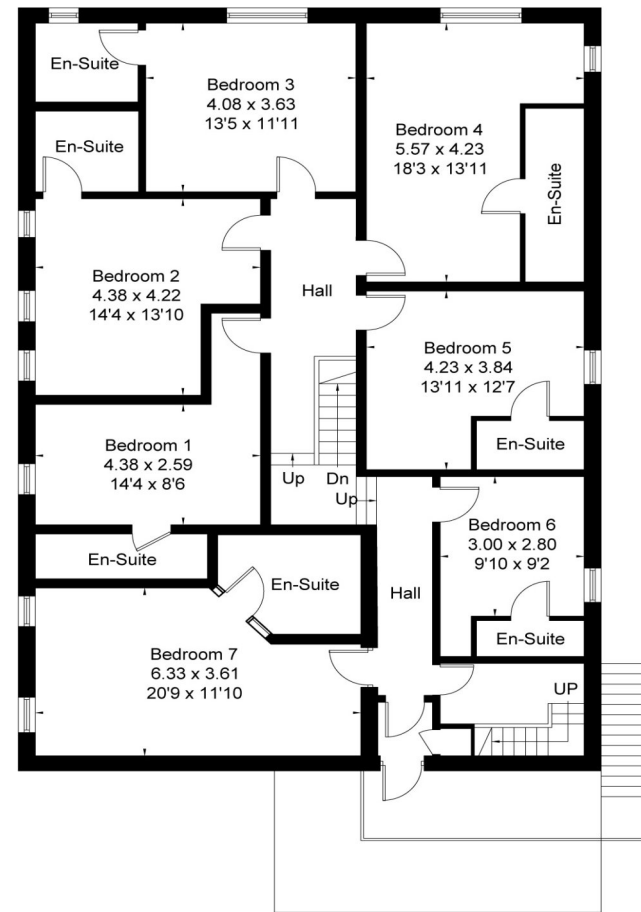 En-Suite
Bedroom 3
4.08 x 3.63
13'5 x 11'11
Bedroom 4
5.57 x 4.23
18'3 x 13'11
En-Suite
En-Suite
Bedroom 2
4.38 x 4.22
14'4 x 13'10
Hall
Bedroom 5
4.23 x 3.84
13'11 x 12'7
En-Suite
Bedroom 1
4.38 x 2.59
14'4 x 8'6
Up
Dn
Up
En-Suite
En-Suite
Hall
Bedroom 6
3.00 x 2.80
9'10 x 9'2
En-Suite
Bedroom 7
6.33 x 3.61
20'9 x 11'10
UP